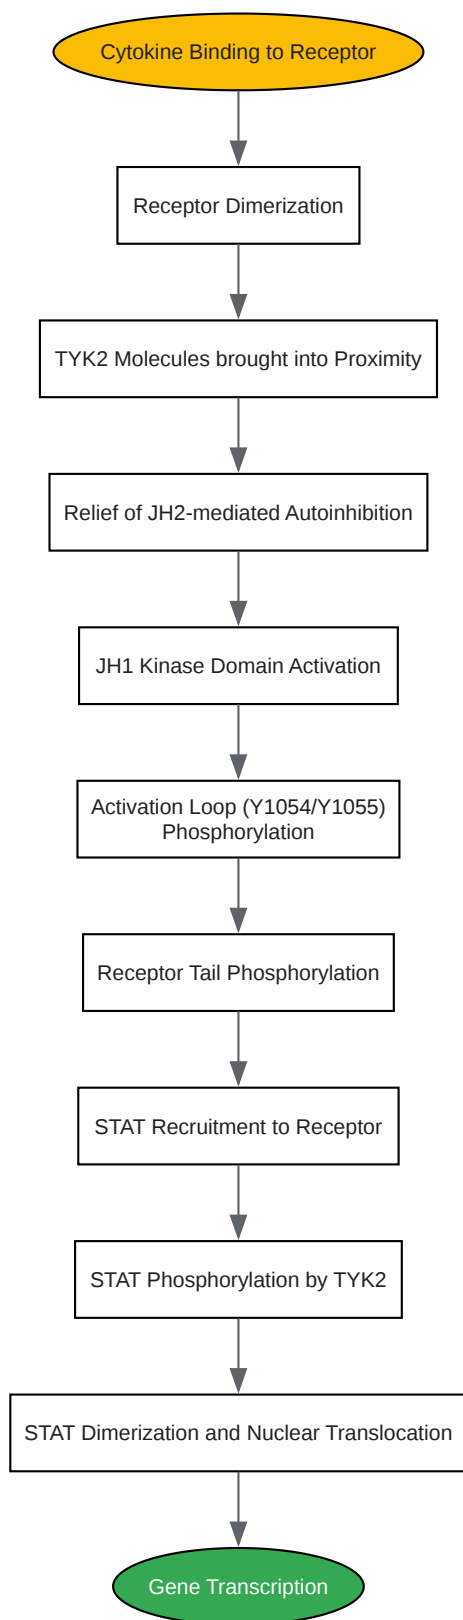 Cytokine Binding to Receptor
Receptor Dimerization
TYK2 Molecules brought into Proximity
Relief of JH2-mediated Autoinhibition
JH1 Kinase Domain Activation
Activation Loop (Y1054/Y1055)
Phosphorylation
Receptor Tail Phosphorylation
STAT Recruitment to Receptor
STAT Phosphorylation by TYK2
STAT Dimerization and Nuclear Translocation
Gene Transcription